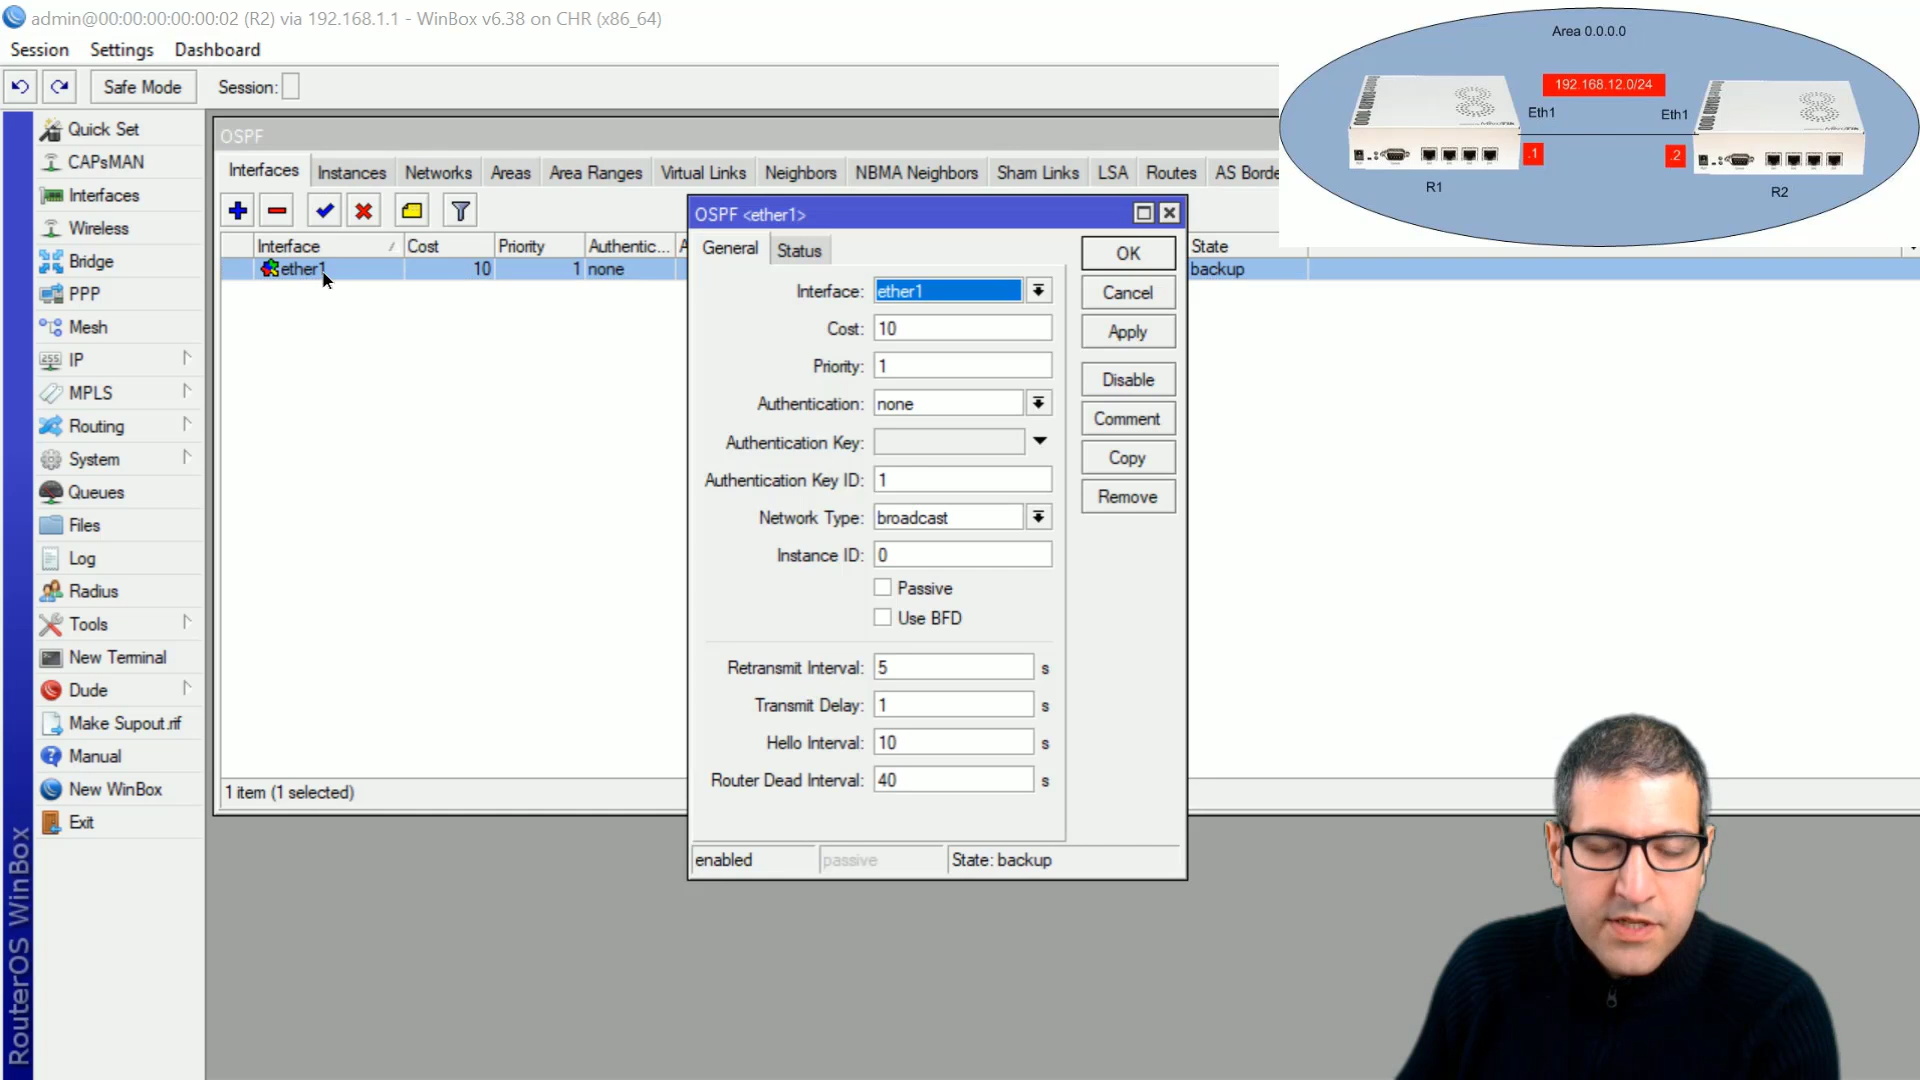 admin@00:00:00:00:00:02 (R2) via 192.168.1.1 - WinBox v6.38 on CHR (x86_64)
Session Settings Dashboard
Safe Mode Session:
Quick Set
CAPsMAN
Interfaces
Wireless
Bridge
PPP
Mesh
IP
MPLS
Routing
System
Queues
Files
Log
Radius
Tools
New Terminal
Dude
Make Supout.rif
Manual
New WinBox
Exit
RouterOS WinBox
OSPF
Interfaces Instances Networks Areas Area Ranges Virtual Links Neighbors NBMA Neighbors Sham Links LSA Routes AS Borde
Interface Cost Priority Authentic... A State
ether1 10 1 none backup
1 item (1 selected)
OSPF <ether1>
General Status
Interface: ether1
Cost: 10
Priority: 1
Authentication: none
Authentication Key:
Authentication Key ID: 1
Network Type: broadcast
Instance ID: 0
Passive
Use BFD
Retransmit Interval: 5 s
Transmit Delay: 1 s
Hello Interval: 10 s
Router Dead Interval: 40 s
enabled passive State: backup
OK
Cancel
Apply
Disable
Comment
Copy
Remove
Area 0.0.0.0
192.168.12.0/24
Eth1 Eth1
.1 .2
R1 R2